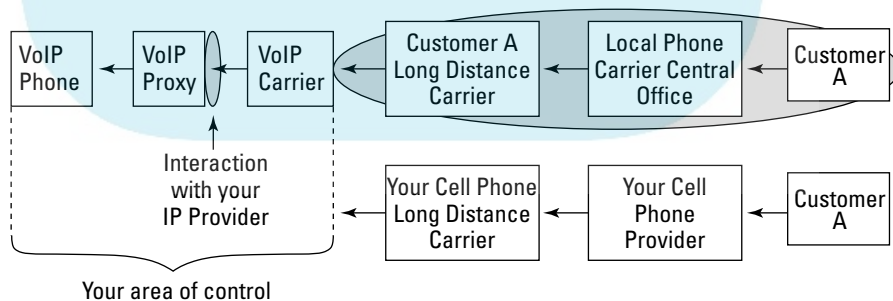 VoIP
Phone
VoIP
Proxy
VoIP
Carrier
Customer A
Long Distance
Carrier
Local Phone
Carrier Central
Office
Customer
A
Interaction
with your
IP Provider
Your Cell Phone
Long Distance
Carrier
Your Cell
Phone
Provider
Customer
A
Your area of control